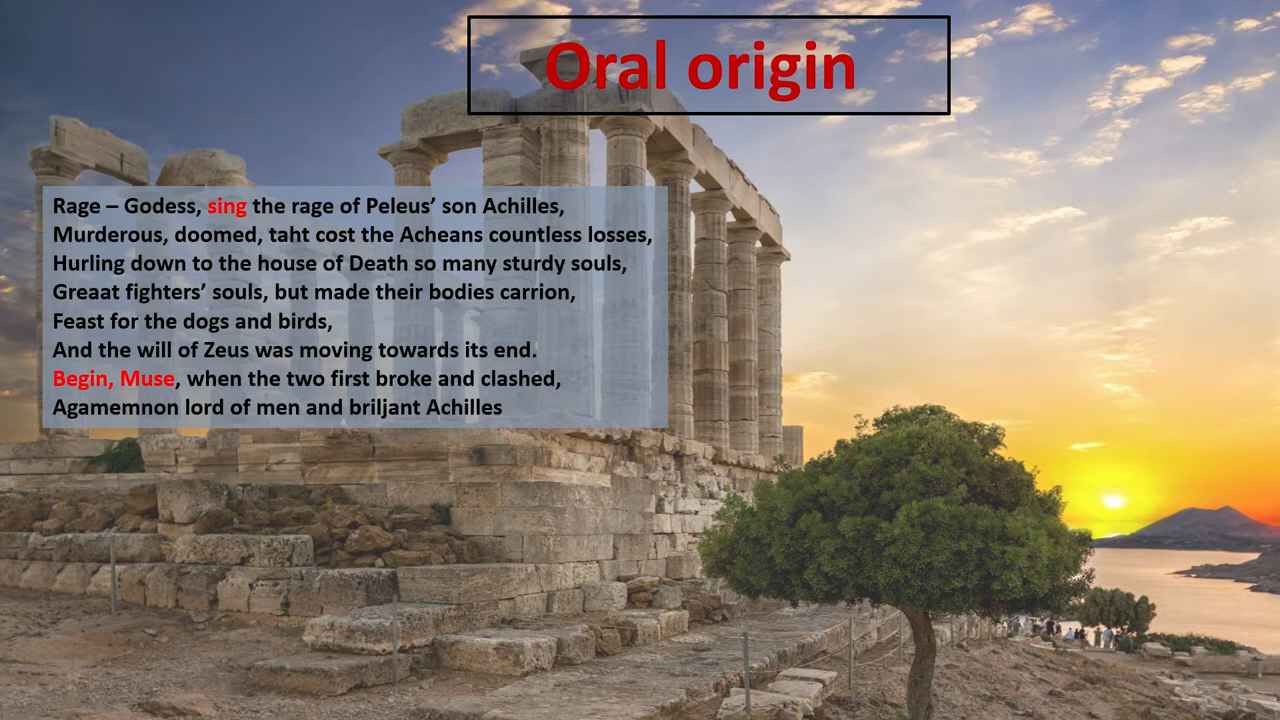 Oral origin
Rage – Godess, sing the rage of Peleus’ son Achilles,
Murderous, doomed, taht cost the Acheans countless losses,
Hurling down to the house of Death so many sturdy souls,
Greaat fighters’ souls, but made their bodies carrion,
Feast for the dogs and birds,
And the will of Zeus was moving towards its end.
Begin, Muse, when the two first broke and clashed,
Agamemnon lord of men and briljant Achilles